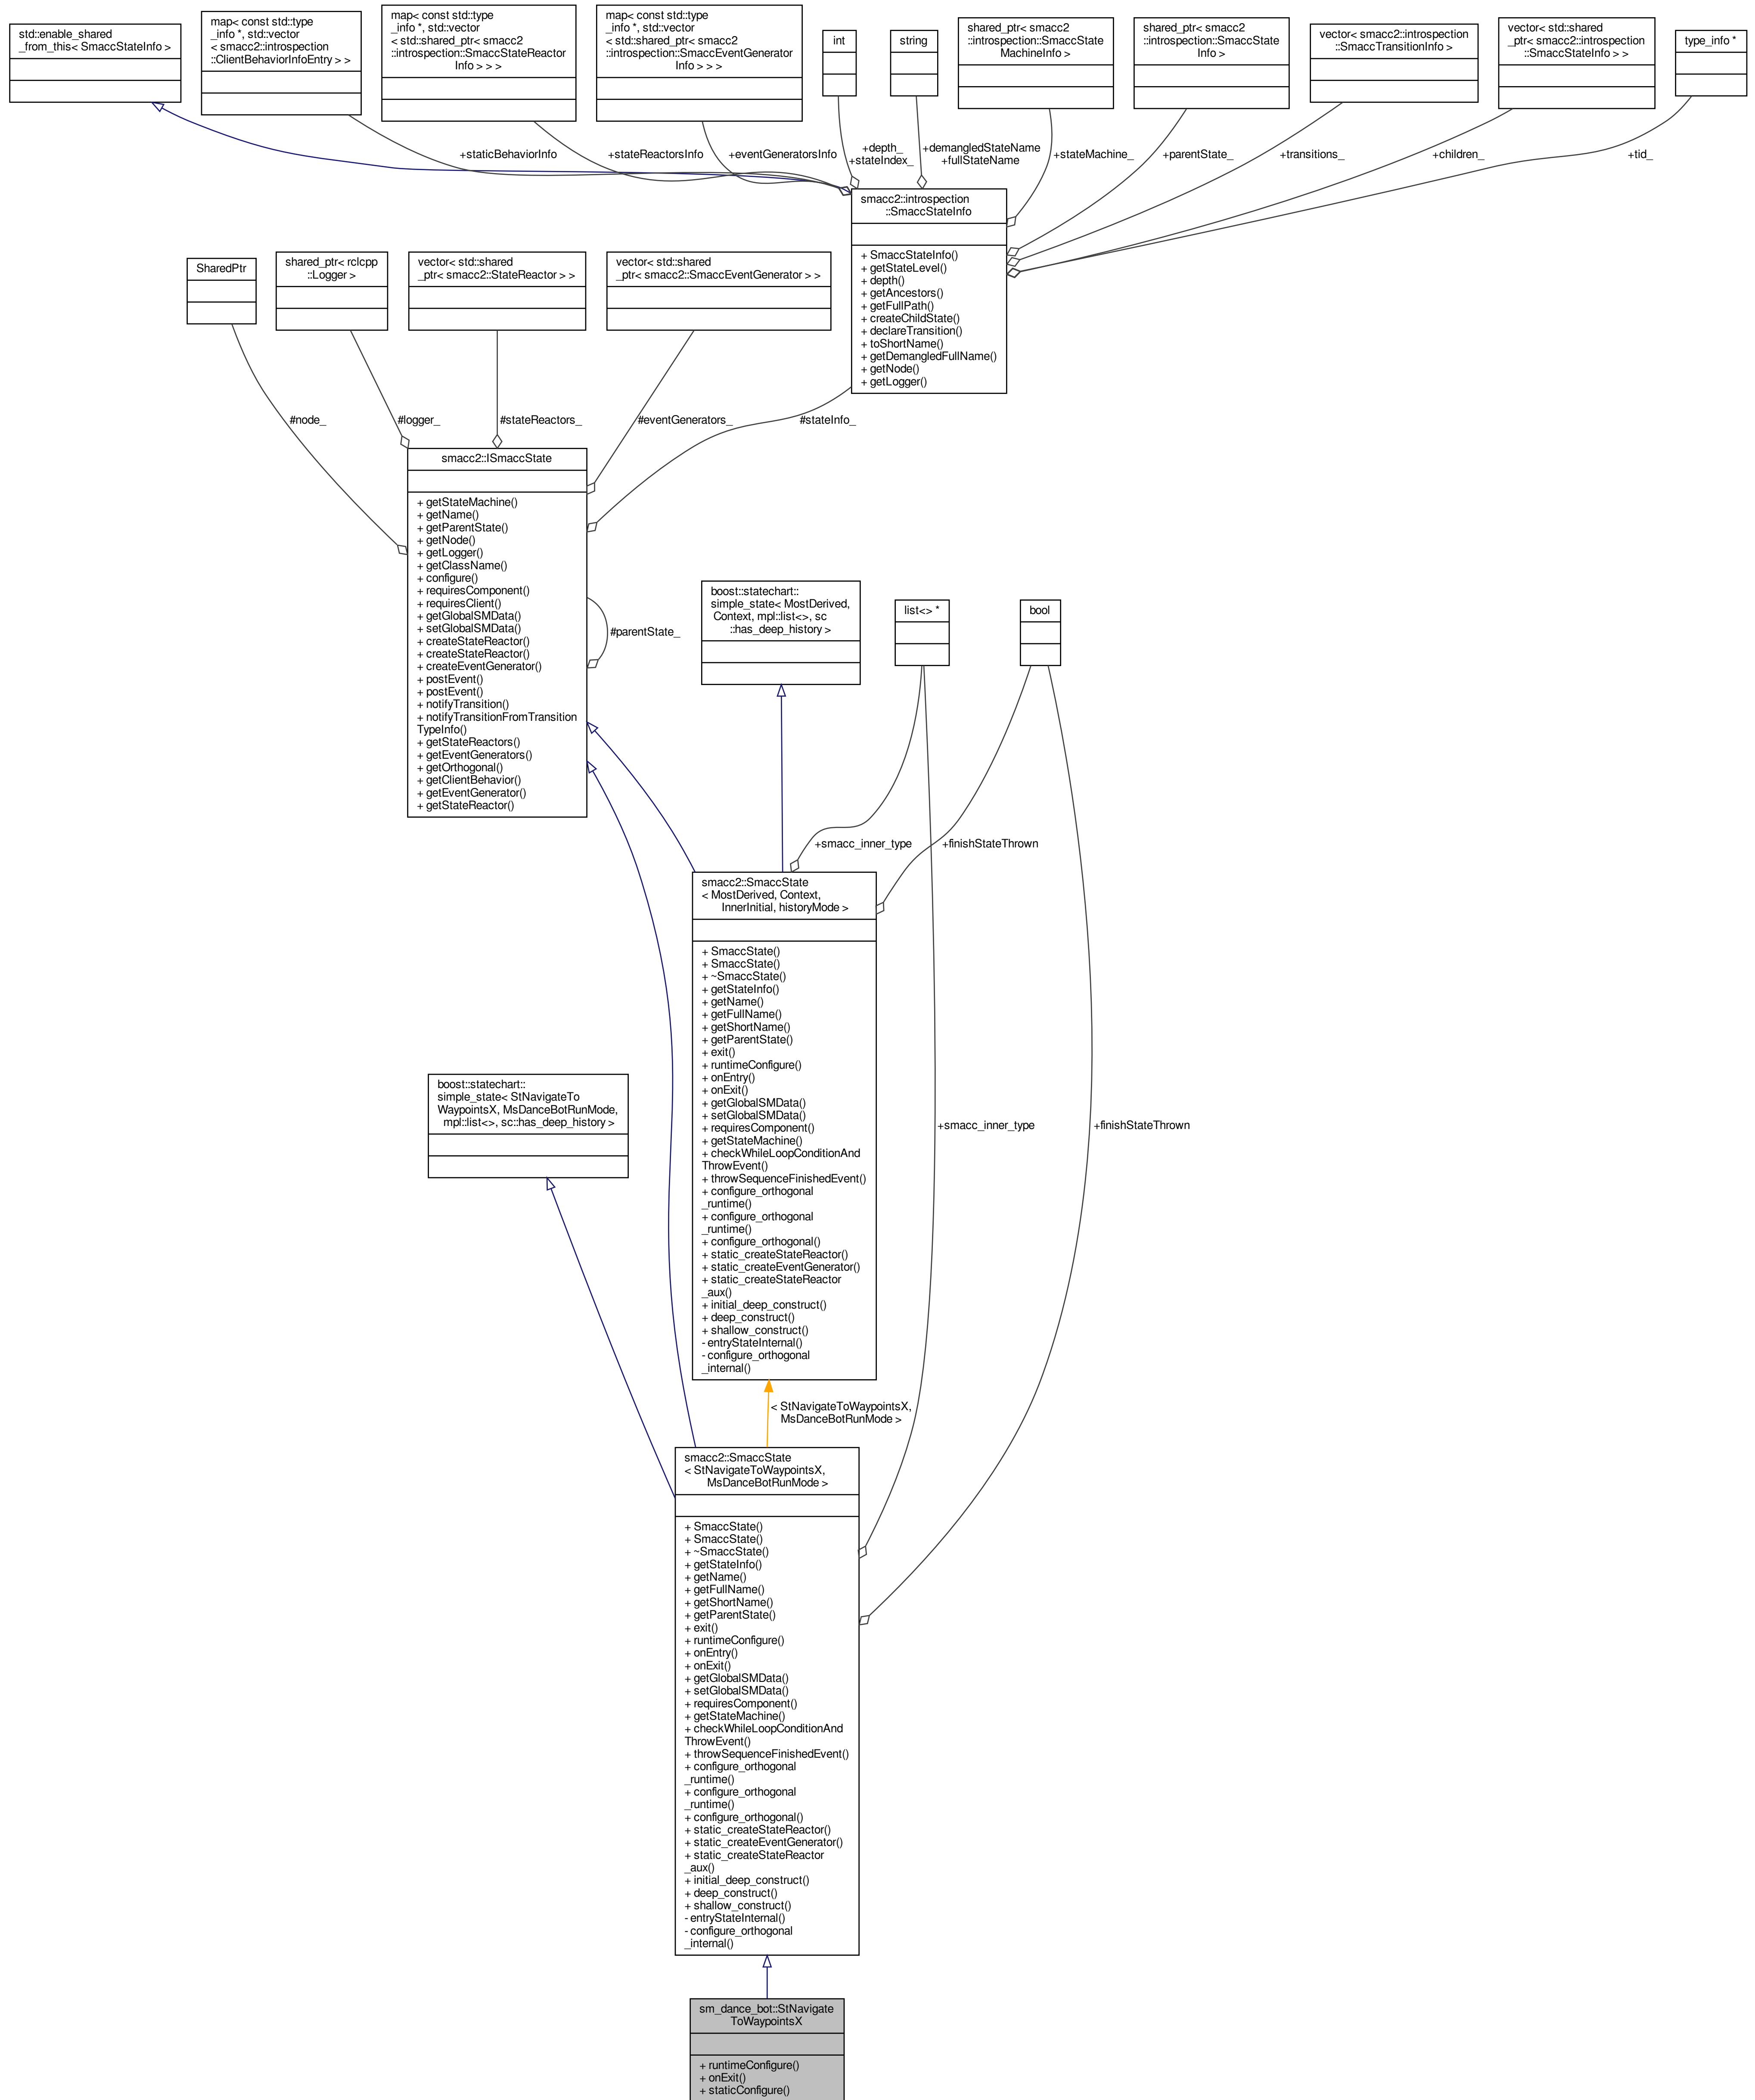 std::enable_shared
_from_this< SmaccStateInfo >
map< const std::type
_info *, std::vector
< smacc2::introspection
::ClientBehaviorInfoEntry > >
map< const std::type
_info *, std::vector
< std::shared_ptr< smacc2
::introspection::SmaccStateReactor
Info > > >
map< const std::type
_info *, std::vector
< std::shared_ptr< smacc2
::introspection::SmaccEventGenerator
Info > > >
int
string
shared_ptr< smacc2
::introspection::SmaccState
MachineInfo >
shared_ptr< smacc2
::introspection::SmaccState
Info >
vector< smacc2::introspection
::SmaccTransitionInfo >
vector< std::shared
_ptr< smacc2::introspection
::SmaccStateInfo > >
type_info *
+staticBehaviorInfo
+stateReactorsInfo
+eventGeneratorsInfo
+depth_
+stateIndex_
+demangledStateName
+fullStateName
+stateMachine_
+parentState_
+transitions_
+children_
+tid_
smacc2::introspection
::SmaccStateInfo
+ SmaccStateInfo()
+ getStateLevel()
+ depth()
+ getAncestors()
+ getFullPath()
+ createChildState()
+ declareTransition()
+ toShortName()
+ getDemangledFullName()
+ getNode()
+ getLogger()
SharedPtr
shared_ptr< rclcpp
::Logger >
vector< std::shared
_ptr< smacc2::StateReactor > >
vector< std::shared
_ptr< smacc2::SmaccEventGenerator > >
#node_
#logger_
#stateReactors_
#eventGenerators_
#stateInfo_
smacc2::ISmaccState
+ getStateMachine()
+ getName()
+ getParentState()
+ getNode()
+ getLogger()
+ getClassName()
+ configure()
+ requiresComponent()
+ requiresClient()
+ getGlobalSMData()
+ setGlobalSMData()
+ createStateReactor()
+ createStateReactor()
+ createEventGenerator()
+ postEvent()
+ postEvent()
+ notifyTransition()
+ notifyTransitionFromTransition
TypeInfo()
+ getStateReactors()
+ getEventGenerators()
+ getOrthogonal()
+ getClientBehavior()
+ getEventGenerator()
+ getStateReactor()
#parentState_
boost::statechart::
simple_state< MostDerived,
Context, mpl::list<>, sc
::has_deep_history >
list<> *
bool
+smacc_inner_type
+finishStateThrown
smacc2::SmaccState
< MostDerived, Context,
InnerInitial, historyMode >
+ SmaccState()
+ SmaccState()
+ ~SmaccState()
+ getStateInfo()
+ getName()
+ getFullName()
+ getShortName()
+ getParentState()
+ exit()
+ runtimeConfigure()
+ onEntry()
+ onExit()
+ getGlobalSMData()
+ setGlobalSMData()
+ requiresComponent()
+ getStateMachine()
+ checkWhileLoopConditionAnd
ThrowEvent()
+ throwSequenceFinishedEvent()
+ configure_orthogonal
_runtime()
+ configure_orthogonal
_runtime()
+ configure_orthogonal()
+ static_createStateReactor()
+ static_createEventGenerator()
+ static_createStateReactor
_aux()
+ initial_deep_construct()
+ deep_construct()
+ shallow_construct()
- entryStateInternal()
- configure_orthogonal
_internal()
boost::statechart::
simple_state< StNavigateTo
WaypointsX, MsDanceBotRunMode,
mpl::list<>, sc::has_deep_history >
+smacc_inner_type
+finishStateThrown
< StNavigateToWaypointsX,
MsDanceBotRunMode >
smacc2::SmaccState
< StNavigateToWaypointsX,
MsDanceBotRunMode >
+ SmaccState()
+ SmaccState()
+ ~SmaccState()
+ getStateInfo()
+ getName()
+ getFullName()
+ getShortName()
+ getParentState()
+ exit()
+ runtimeConfigure()
+ onEntry()
+ onExit()
+ getGlobalSMData()
+ setGlobalSMData()
+ requiresComponent()
+ getStateMachine()
+ checkWhileLoopConditionAnd
ThrowEvent()
+ throwSequenceFinishedEvent()
+ configure_orthogonal
_runtime()
+ configure_orthogonal
_runtime()
+ configure_orthogonal()
+ static_createStateReactor()
+ static_createEventGenerator()
+ static_createStateReactor
_aux()
+ initial_deep_construct()
+ deep_construct()
+ shallow_construct()
- entryStateInternal()
- configure_orthogonal
_internal()
sm_dance_bot::StNavigate
ToWaypointsX
+ runtimeConfigure()
+ onExit()
+ staticConfigure()